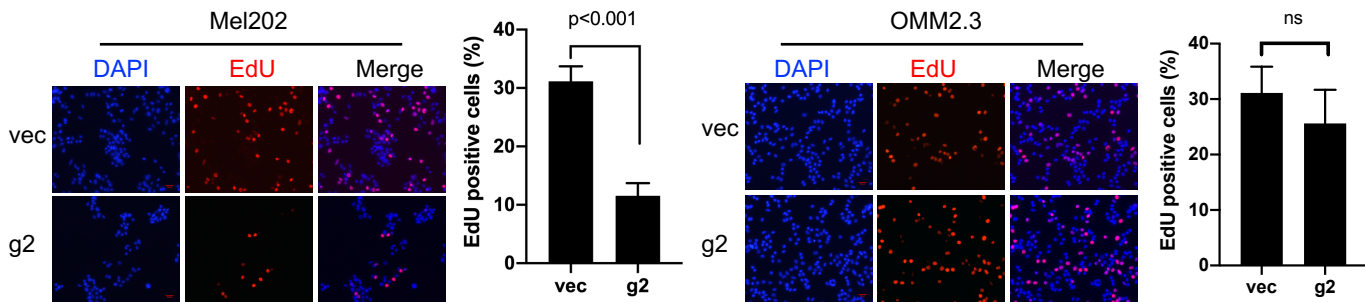 Mel202
DAPI EdU Merge
vec
g2
p<0.001
EdU positive cells (%)
40
30
20
10
0
vec g2
OMM2.3
DAPI EdU Merge
vec
g2
ns
EdU positive cells (%)
40
30
20
10
0
vec g2